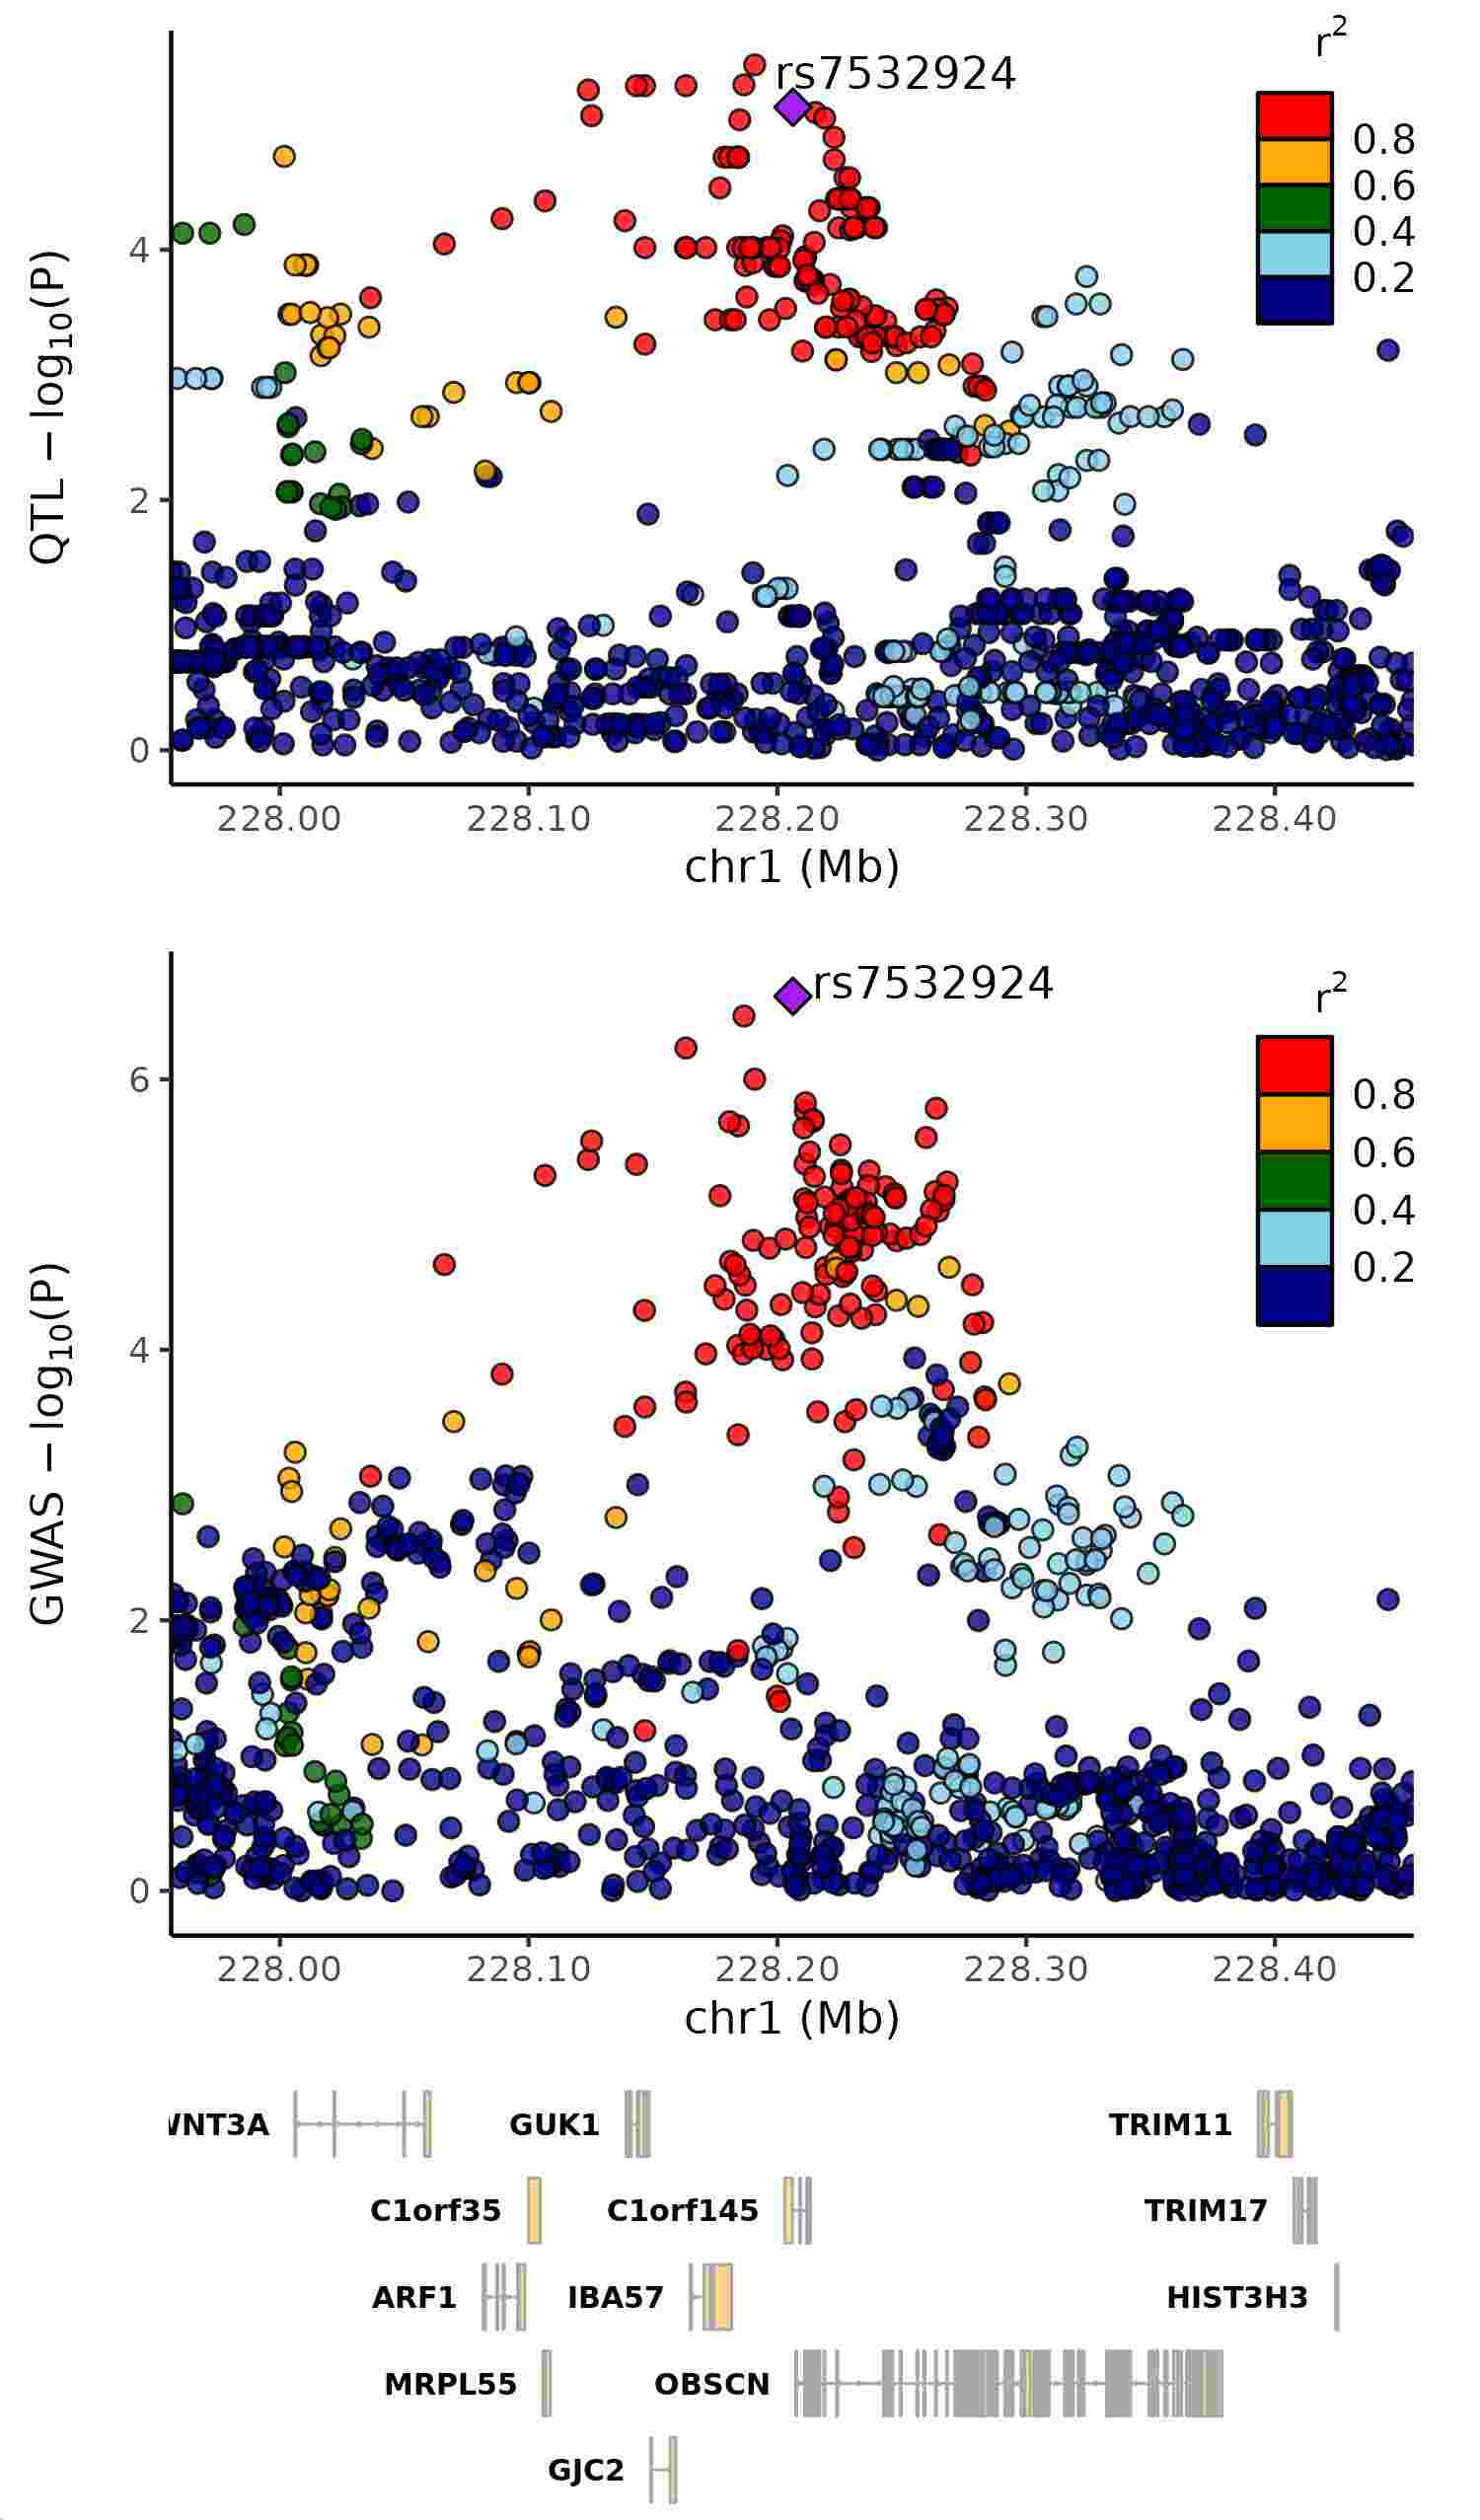 r²
rs7532924
0.8
0.6
0.4
0.2
4
2
0
QTL −log₁₀(P)
228.00 228.10 228.20 228.30 228.40
chr1 (Mb)
rs7532924
r²
0.8
0.6
0.4
0.2
6
4
2
0
GWAS −log₁₀(P)
228.00 228.10 228.20 228.30 228.40
chr1 (Mb)
WNT3A GUK1 TRIM11
C1orf35 C1orf145 TRIM17
ARF1 IBA57 HIST3H3
MRPL55 OBSCN
GJC2